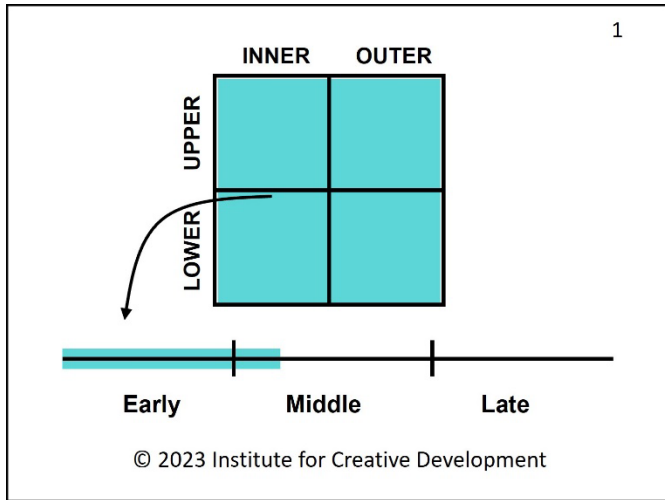 1
INNER OUTER
UPPER
LOWER
Early Middle Late
© 2023 Institute for Creative Development